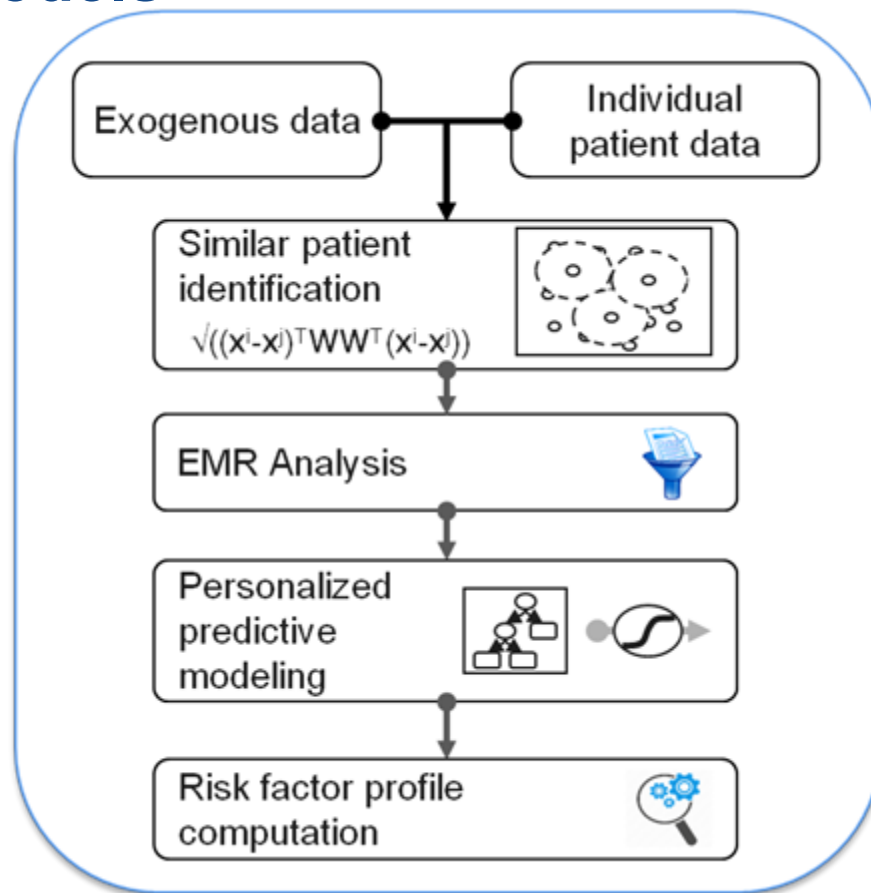 Exogenous data
Individual
patient data
Similar patient
identification
√((xⁱ-xʲ)ᵀWWᵀ(xⁱ-xʲ))
EMR Analysis
Personalized
predictive
modeling
Risk factor profile
computation